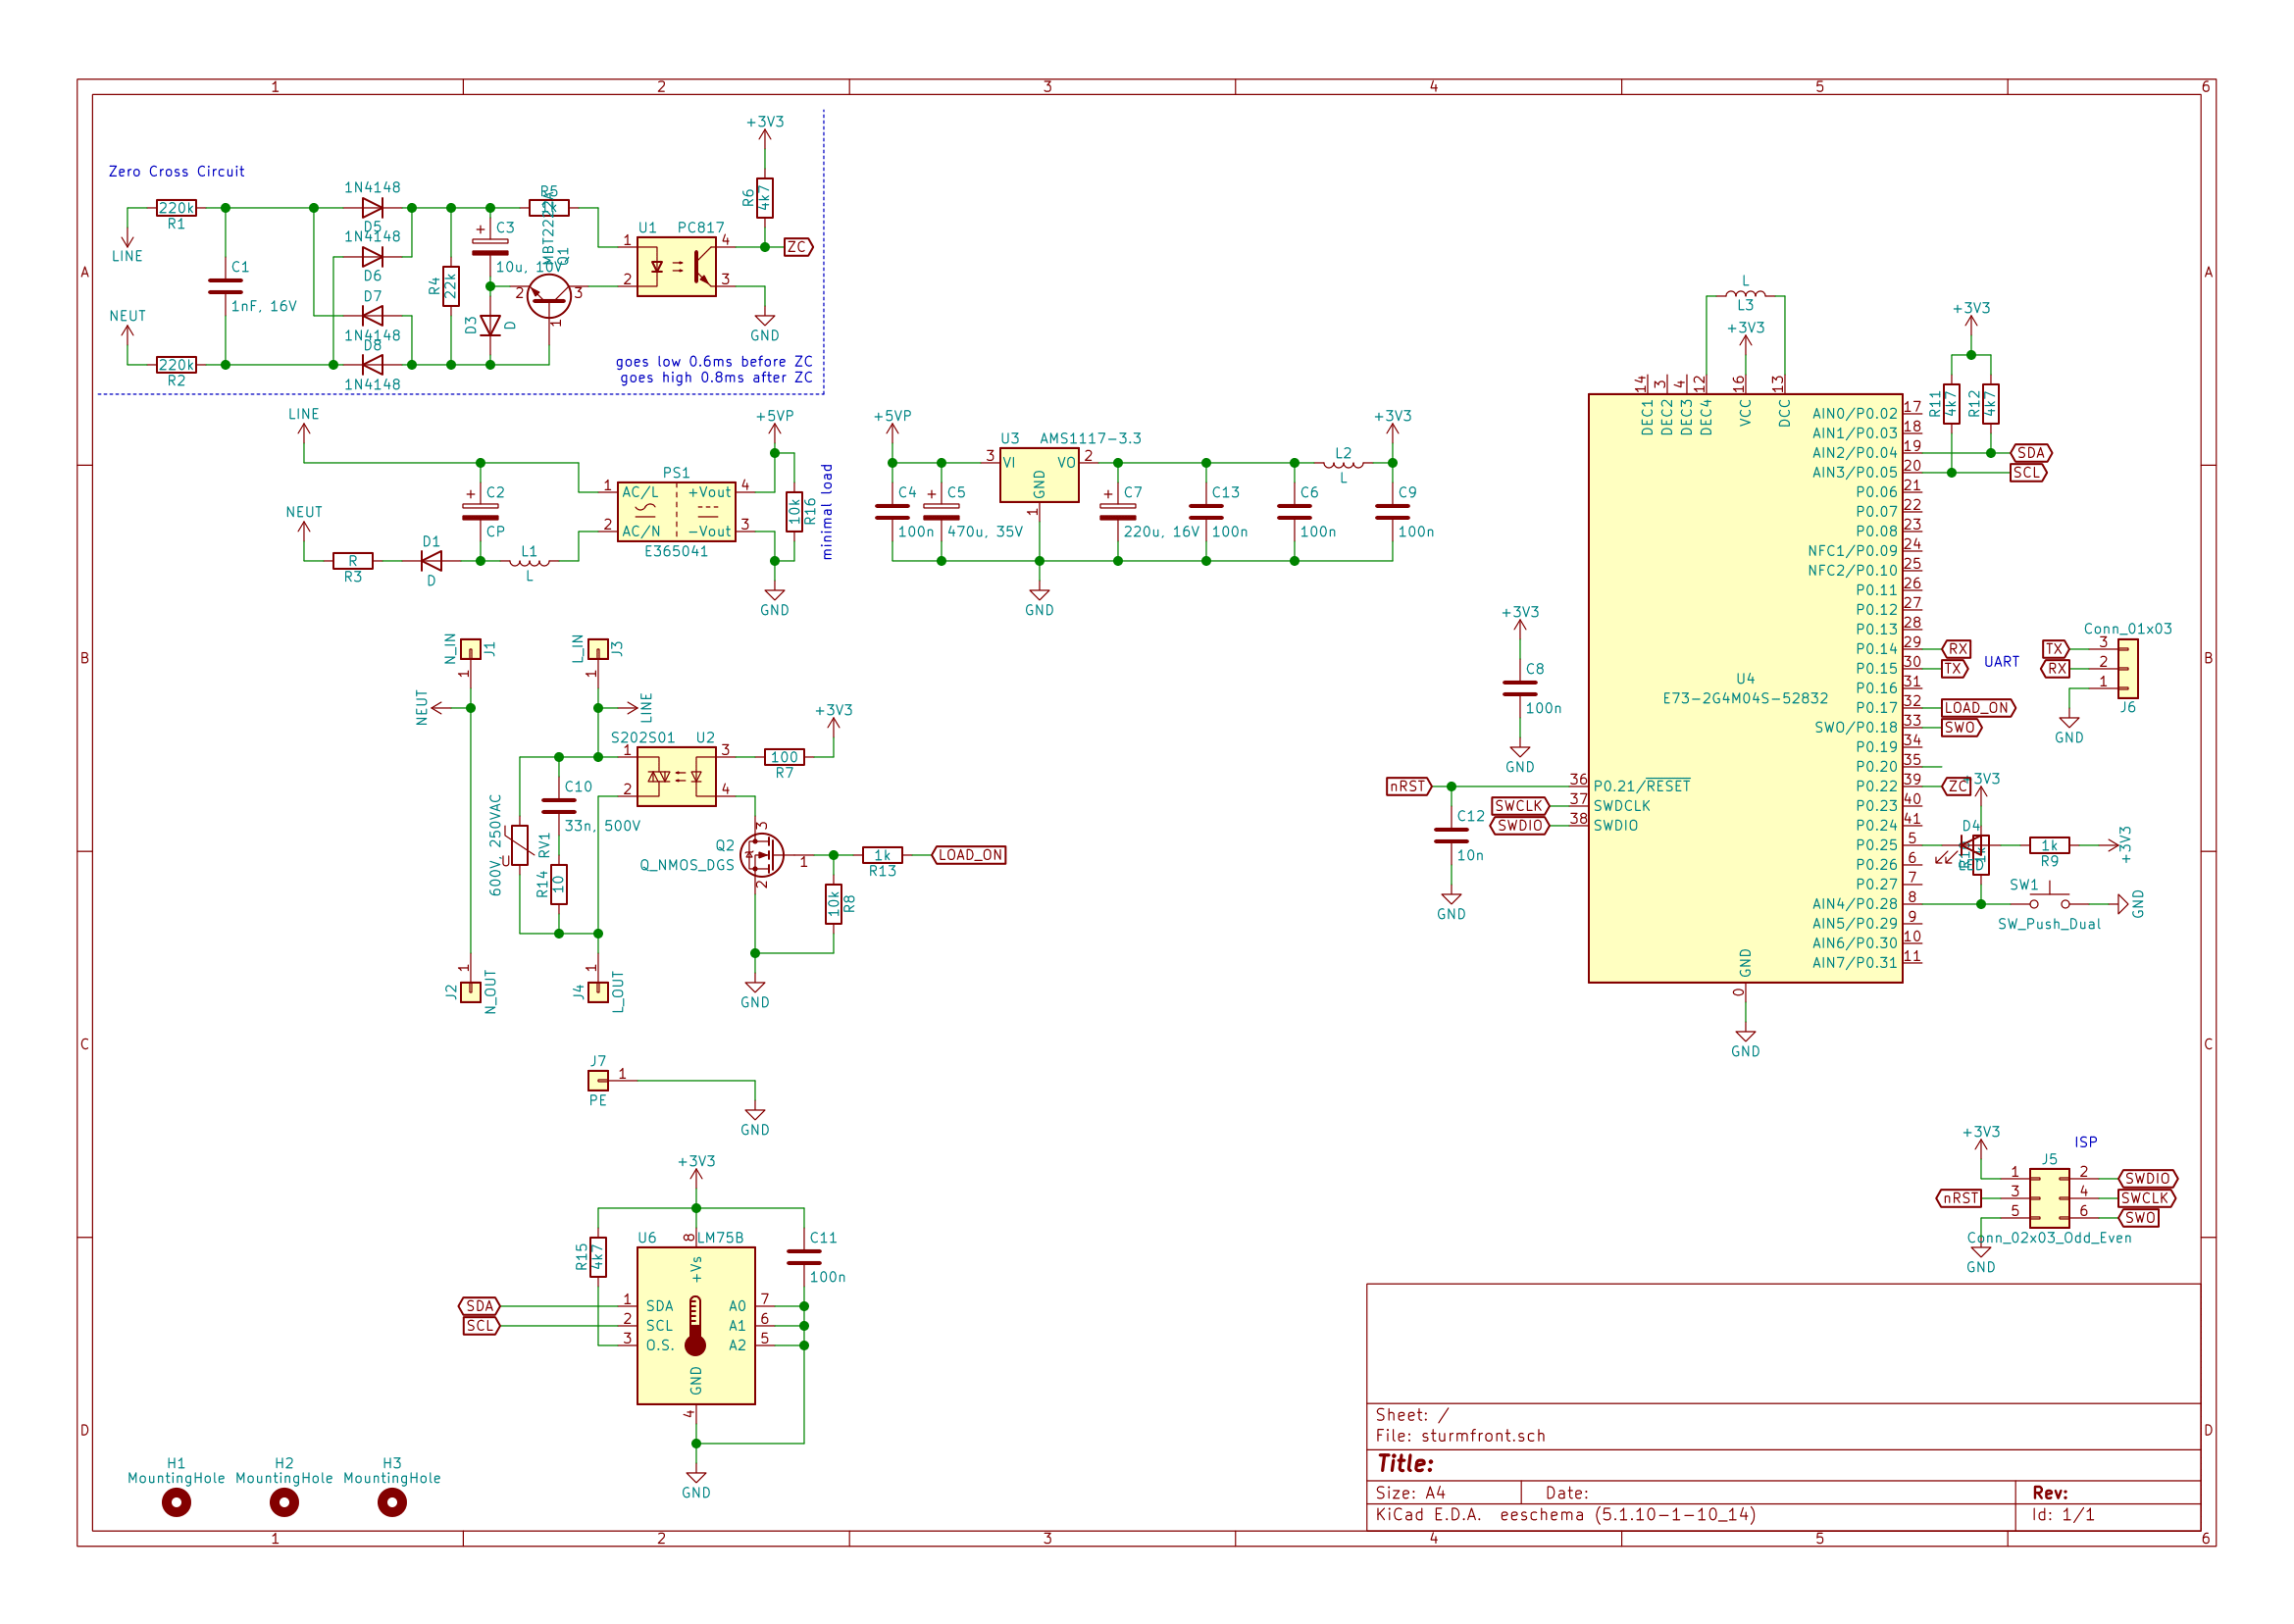 1 2 3 4 5 6
A
B
C
D
A
B
C
D
1 2 3 4 5 6
Zero Cross Circuit
LINE
NEUT
220k
R1
220k
R2
C1
1nF, 16V
1N4148
D5
1N4148
D6
D7
1N4148
D8
1N4148
R4
22k
C3
10u, 10V
D3
D
R5
1k
Q1
2
3
1
U1
PC817
1
2
4
3
+3V3
R6
4k7
ZC
GND
goes low 0.6ms before ZC
goes high 0.8ms after ZC
LINE
NEUT
R
R3
D1
D
C2
CP
L1
L
PS1
AC/L
AC/N
+Vout
-Vout
1
2
4
3
E365041
+5VP
10k
R16
minimal load
GND
+5VP
C4
100n
C5
470u, 35V
U3
AMS1117-3.3
3
VI
VO
2
GND
1
C7
220u, 16V
C13
100n
C6
100n
L2
L
+3V3
C9
100n
GND
N_IN
J1
1
NEUT
L_IN
J3
1
LINE
S202S01
U2
1
2
3
4
100
R7
+3V3
600V, 250VAC
RV1
U
C10
33n, 500V
R14
10
Q2
Q_NMOS_DGS
3
1
2
1k
R13
LOAD_ON
10k
R8
GND
J2
N_OUT
1
J4
L_OUT
1
J7
PE
1
GND
+3V3
U6
LM75B
R15
4k7
8
+Vs
C11
100n
SDA
SCL
1 SDA
2 SCL
3 O.S.
A0 7
A1 6
A2 5
GND
4
GND
H1
MountingHole
H2
MountingHole
H3
MountingHole
L
L3
+3V3
14
3
4
12
16
13
DEC1
DEC2
DEC3
DEC4
VCC
DCC
U4
E73-2G4M04S-52832
AIN0/P0.02 17
AIN1/P0.03 18
AIN2/P0.04 19
AIN3/P0.05 20
P0.06 21
P0.07 22
P0.08 23
NFC1/P0.09 24
NFC2/P0.10 25
P0.11 26
P0.12 27
P0.13 28
P0.14 29
P0.15 30
P0.16 31
P0.17 32
SWO/P0.18 33
P0.19 34
P0.20 35
P0.22 39
P0.23 40
P0.24 41
P0.25 5
P0.26 6
P0.27 7
AIN4/P0.28 8
AIN5/P0.29 9
AIN6/P0.30 10
AIN7/P0.31 11
36 P0.21/RESET
37 SWDCLK
38 SWDIO
GND
0
GND
+3V3
C8
100n
GND
nRST
SWCLK
SWDIO
C12
10n
GND
+3V3
R11
4k7
R12
4k7
SDA
SCL
RX
TX
UART
LOAD_ON
SWO
ZC
Conn_01x03
TX
RX
3
2
1
J6
GND
+3V3
D4
LED
1k
1k
R9
+3V3
SW1
SW_Push_Dual
GND
+3V3
ISP
J5
1
3
5
2
4
6
nRST
SWDIO
SWCLK
SWO
Conn_02x03_Odd_Even
GND
Sheet: /
File: sturmfront.sch
Title:
Size: A4
Date:
Rev:
KiCad E.D.A.  eeschema (5.1.10-1-10_14)
Id: 1/1